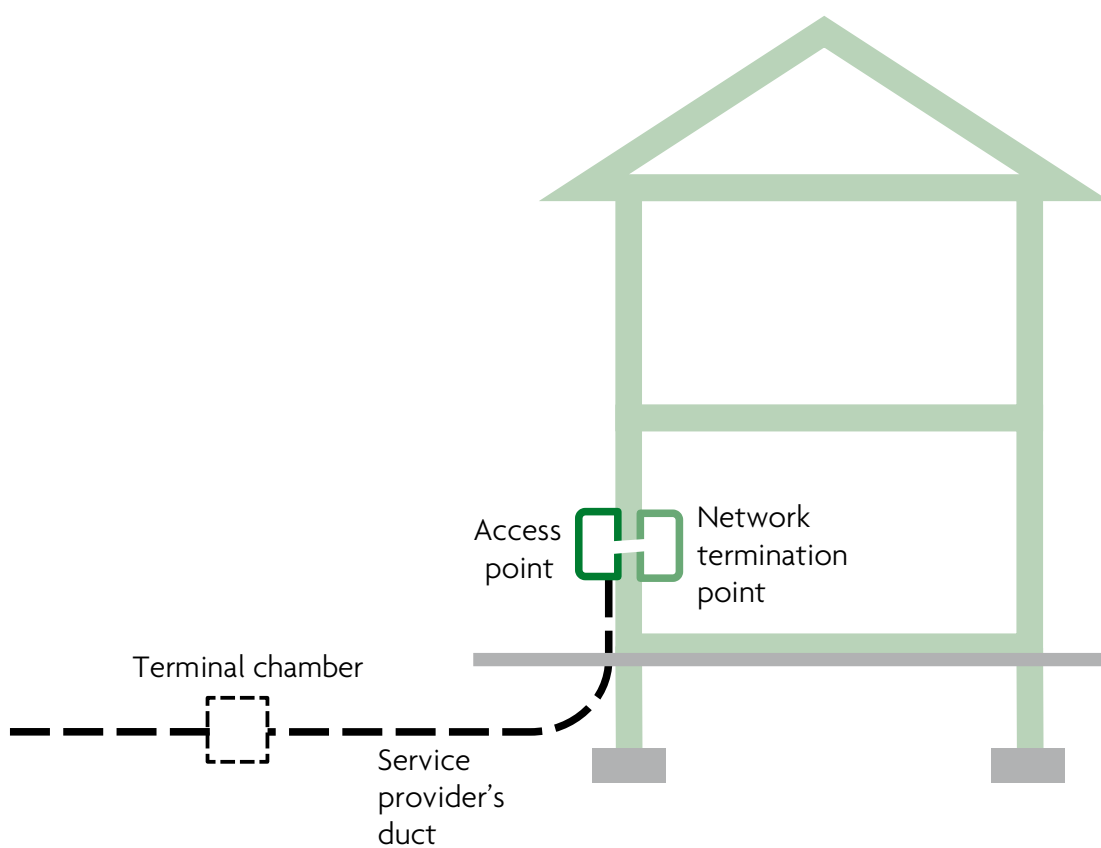 Access
point
Network
termination
point
Terminal chamber
Service
provider’s
duct